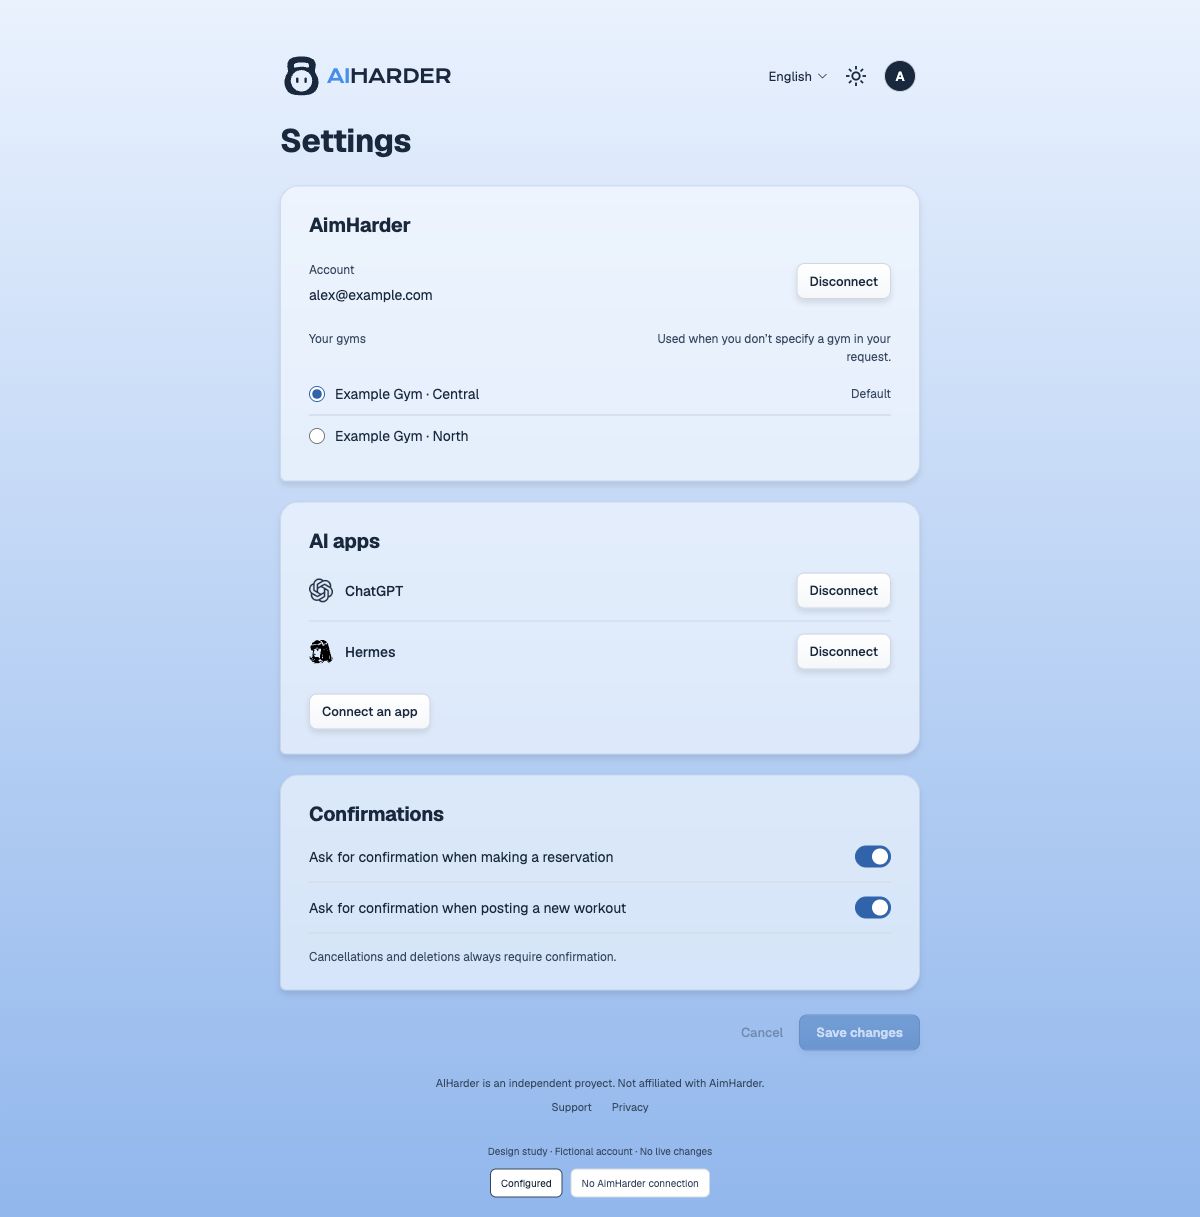 AIHARDER
English
A
Settings
AimHarder
Account
alex@example.com
Disconnect
Your gyms
Used when you don't specify a gym in your
request.
Example Gym · Central
Default
Example Gym · North
AI apps
ChatGPT
Disconnect
Hermes
Disconnect
Connect an app
Confirmations
Ask for confirmation when making a reservation
Ask for confirmation when posting a new workout
Cancellations and deletions always require confirmation.
Cancel
Save changes
AIHarder is an independent proyect. Not affiliated with AimHarder.
Support Privacy
Design study · Fictional account · No live changes
Configured
No AimHarder connection